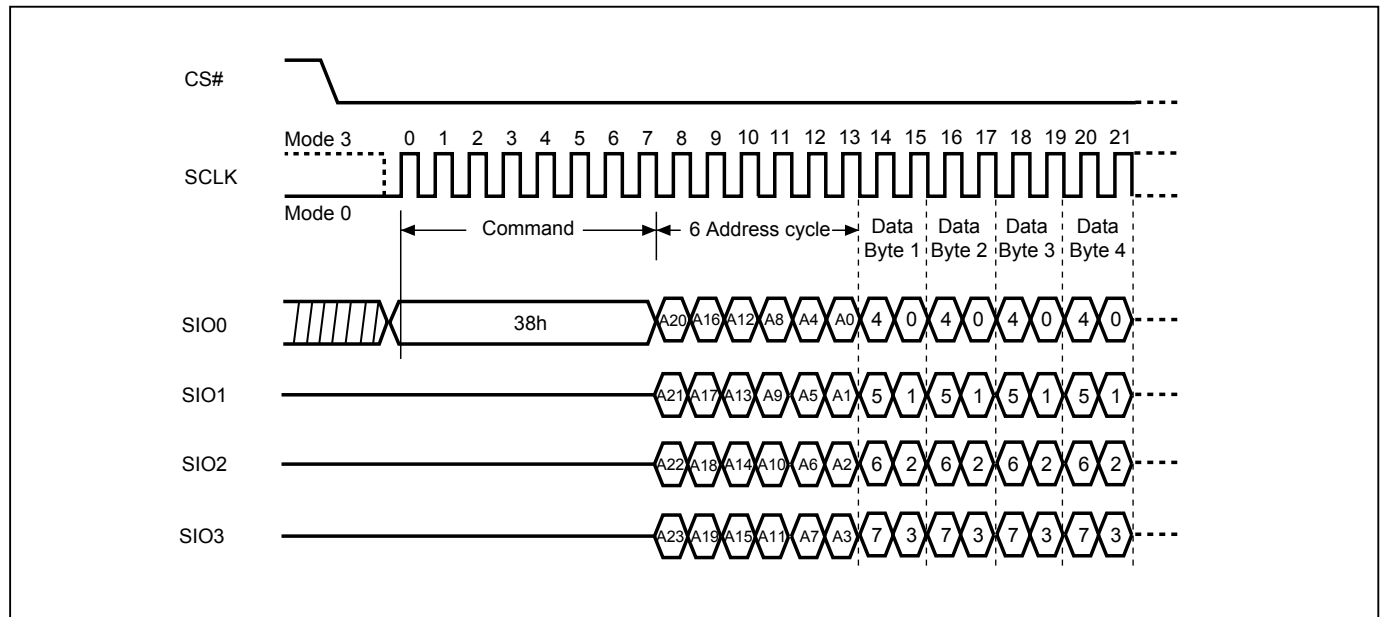 CS#
Mode 3
0 1 2 3 4 5 6 7 8 9 10 11 12 13 14 15 16 17 18 19 20 21
SCLK
Mode 0
Command
6 Address cycle
Data Byte 1
Data Byte 2
Data Byte 3
Data Byte 4
SIO0
38h
A20 A16 A12 A8 A4 A0 4 0 4 0 4 0 4 0
SIO1
A21 A17 A13 A9 A5 A1 5 1 5 1 5 1 5 1
SIO2
A22 A18 A14 A10 A6 A2 6 2 6 2 6 2 6 2
SIO3
A23 A19 A15 A11 A7 A3 7 3 7 3 7 3 7 3